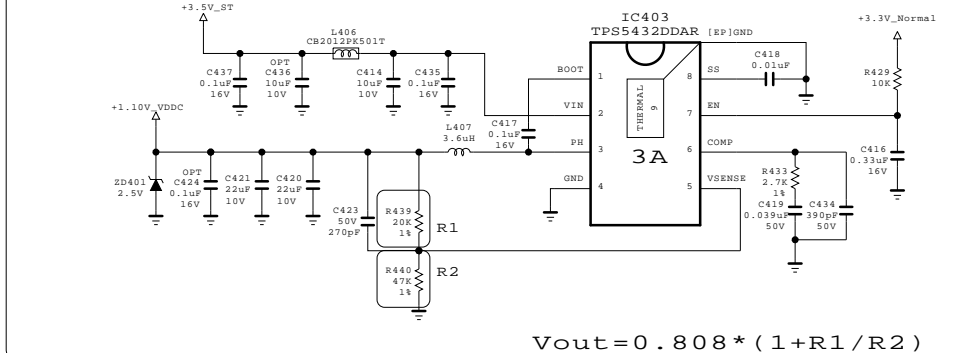 +3.5V_ST
L406
CB2012PK501T
C437
0.1uF
16V
OPT
C436
10uF
10V
C414
10uF
10V
C435
0.1uF
16V
IC403
TPS5432DDAR
[EP]GND
BOOT
1
VIN
2
PH
3
GND
4
THERMAL
9
3A
8
SS
7
EN
6
COMP
5
VSENSE
C418
0.01uF
+3.3V_Normal
R429
10K
C416
0.33uF
16V
R433
2.7K
1%
C419
0.039uF
50V
C434
390pF
50V
+1.10V_VDDC
ZD401
2.5V
OPT
C424
0.1uF
16V
C421
22uF
10V
C420
22uF
10V
L407
3.6uH
C417
0.1uF
16V
C423
50V
270pF
R439
20K
1%
R1
R440
47K
1%
R2
Vout=0.808*(1+R1/R2)